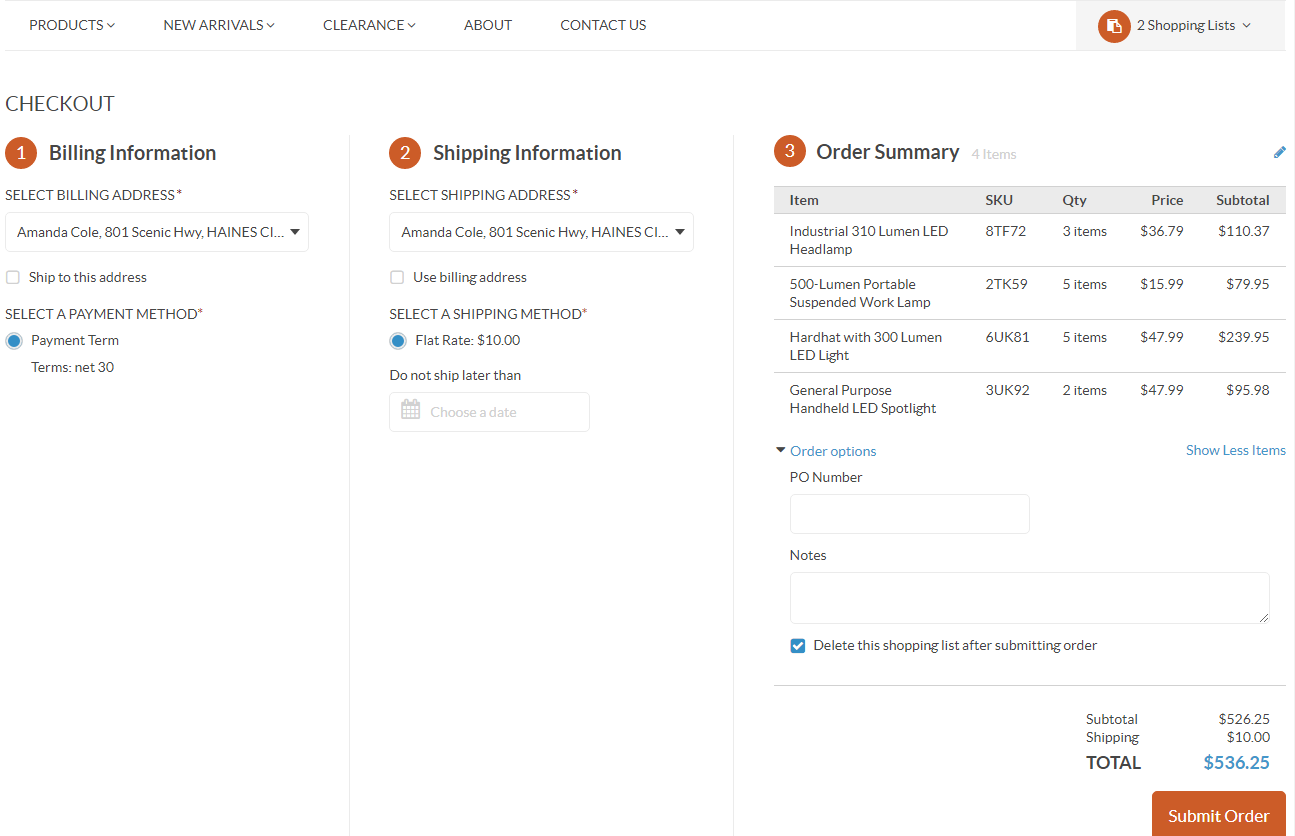 PRODUCTS
NEW ARRIVALS
CLEARANCE
ABOUT
CONTACT US
2 Shopping Lists
CHECKOUT
1 Billing Information
SELECT BILLING ADDRESS*
Amanda Cole, 801 Scenic Hwy, HAINES CI...
Ship to this address
SELECT A PAYMENT METHOD*
Payment Term
Terms: net 30
2 Shipping Information
SELECT SHIPPING ADDRESS*
Amanda Cole, 801 Scenic Hwy, HAINES CI...
Use billing address
SELECT A SHIPPING METHOD*
Flat Rate: $10.00
Do not ship later than
Choose a date
3 Order Summary 4 Items
Item SKU Qty Price Subtotal
Industrial 310 Lumen LED 8TF72 3 items $36.79 $110.37
Headlamp
500-Lumen Portable 2TK59 5 items $15.99 $79.95
Suspended Work Lamp
Hardhat with 300 Lumen 6UK81 5 items $47.99 $239.95
LED Light
General Purpose 3UK92 2 items $47.99 $95.98
Handheld LED Spotlight
Order options Show Less Items
PO Number
Notes
Delete this shopping list after submitting order
Subtotal $526.25
Shipping $10.00
TOTAL $536.25
Submit Order